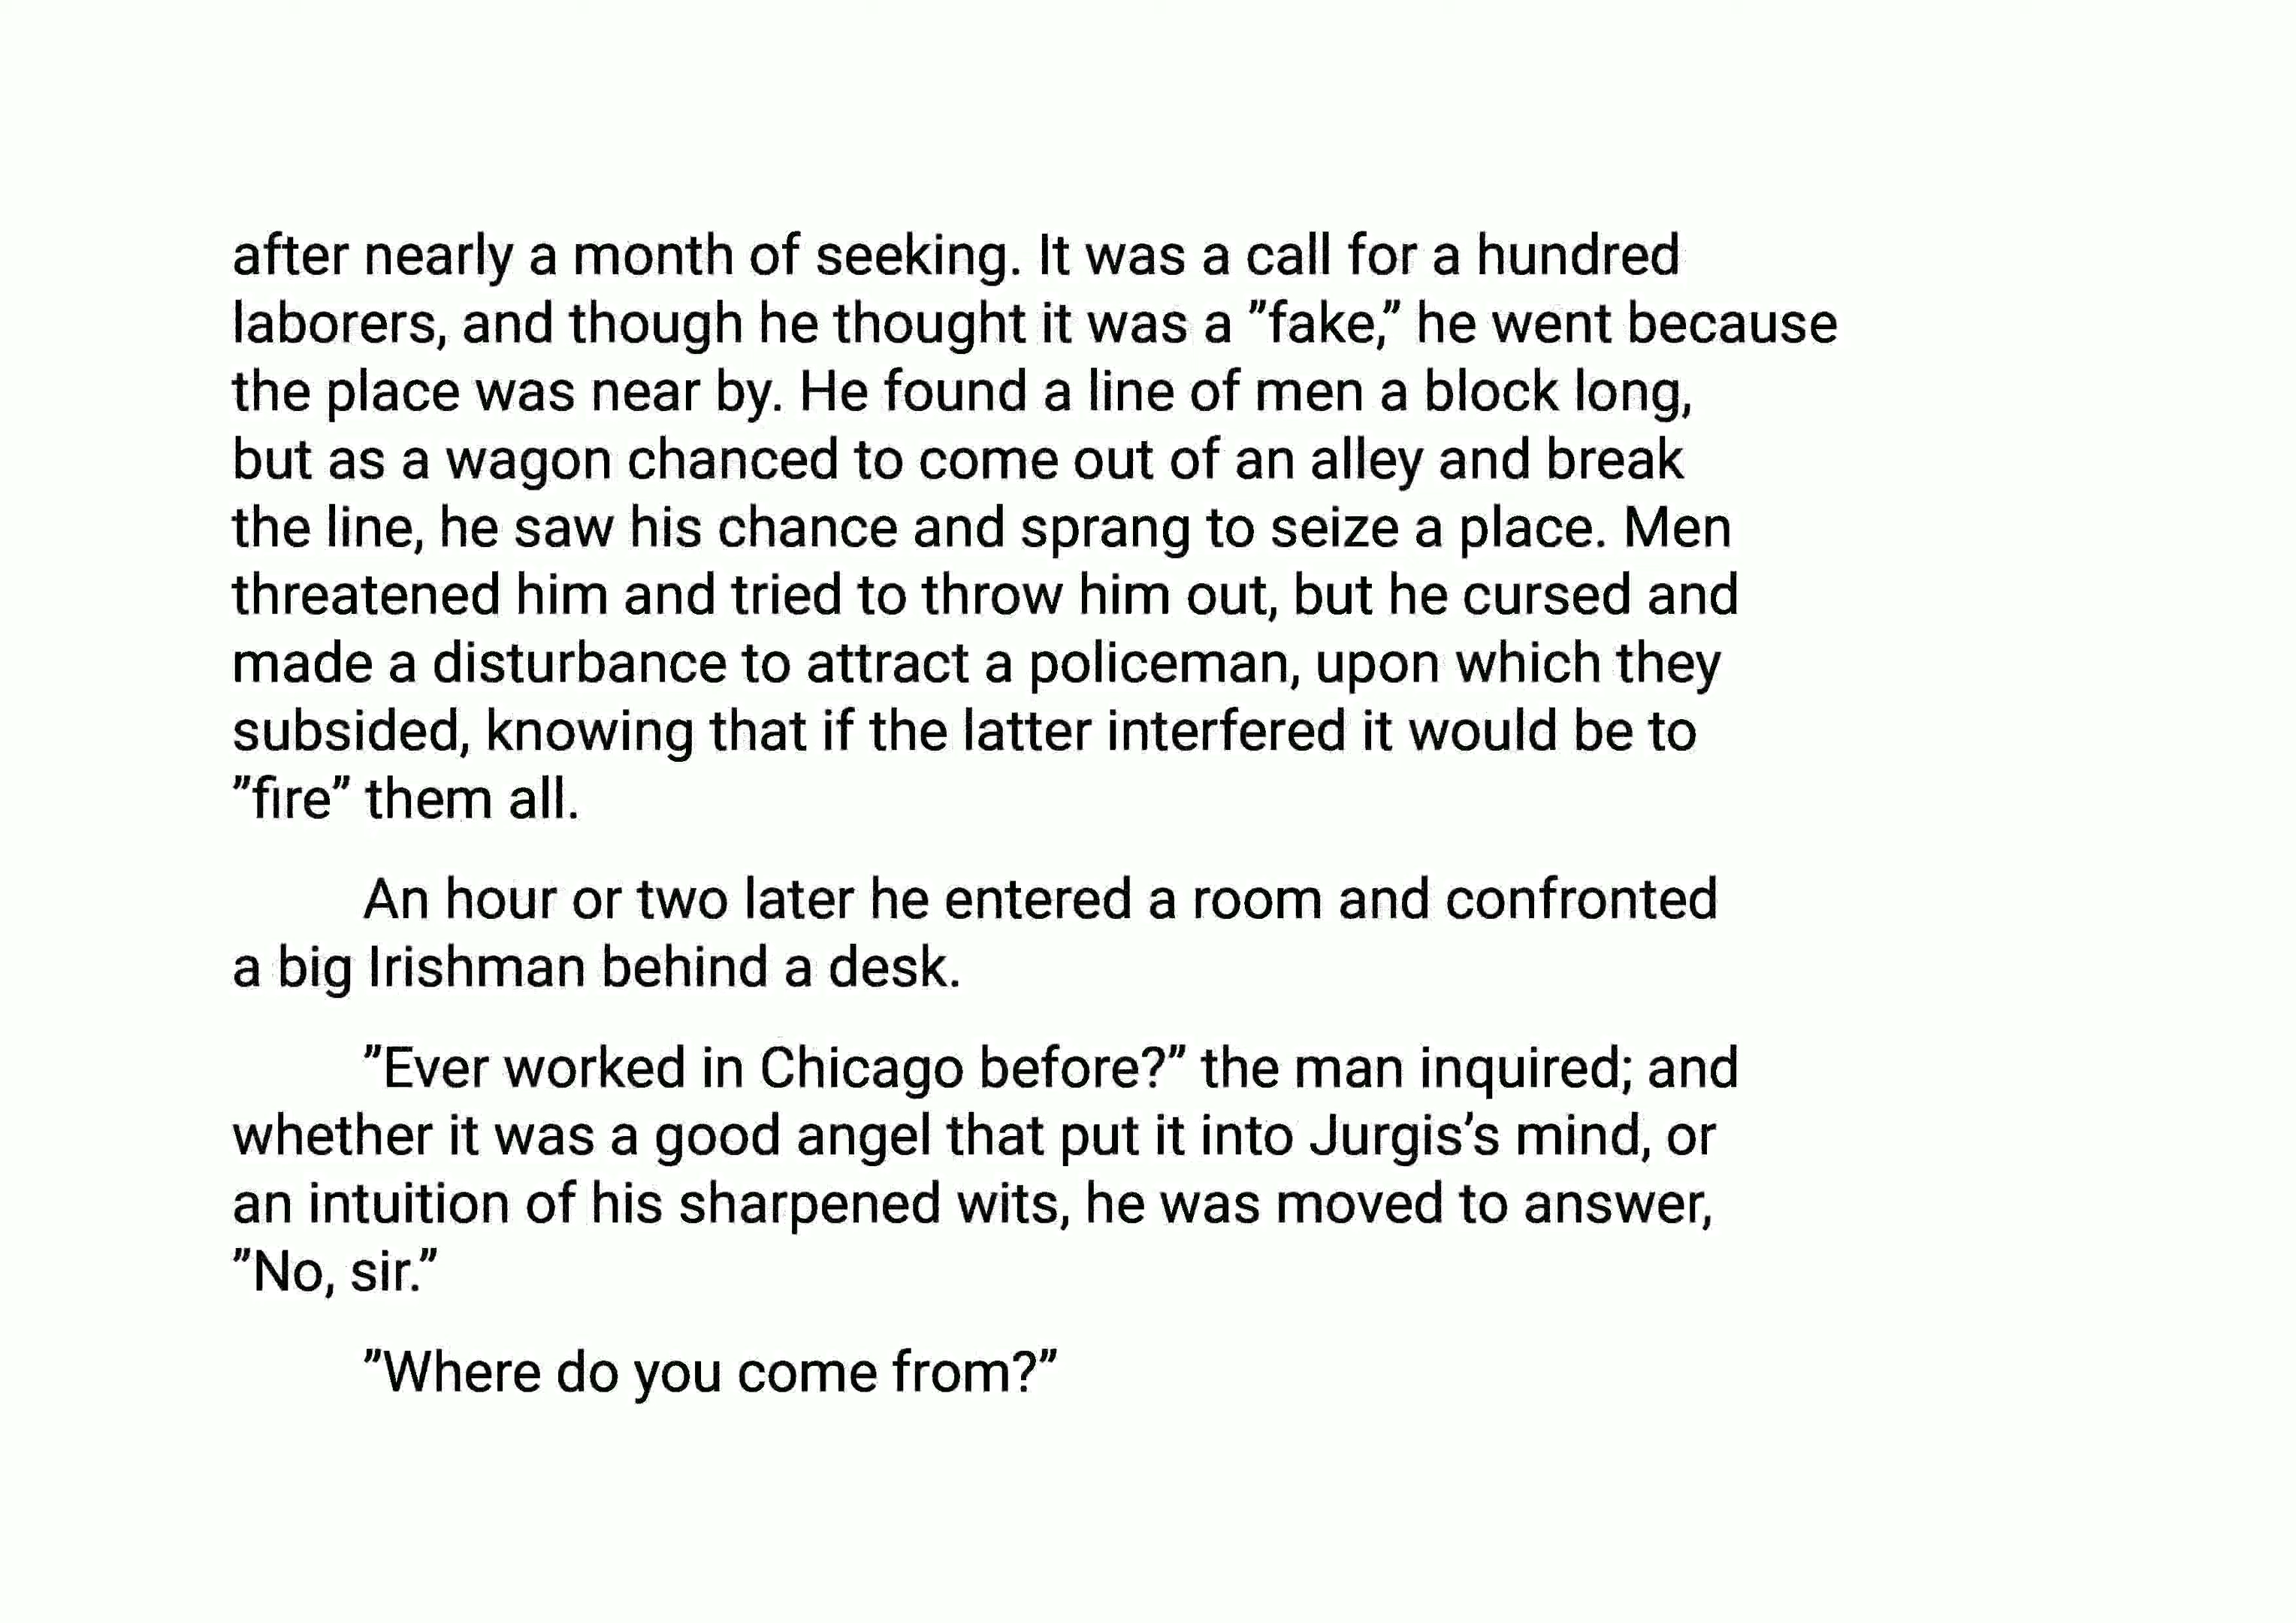 after nearly a month of seeking. It was a call for a hundred
laborers, and though he thought it was a ”fake,” he went because
the place was near by. He found a line of men a block long,
but as a wagon chanced to come out of an alley and break
the line, he saw his chance and sprang to seize a place. Men
threatened him and tried to throw him out, but he cursed and
made a disturbance to attract a policeman, upon which they
subsided, knowing that if the latter interfered it would be to
”fire” them all.
An hour or two later he entered a room and confronted
a big Irishman behind a desk.
”Ever worked in Chicago before?” the man inquired; and
whether it was a good angel that put it into Jurgis’s mind, or
an intuition of his sharpened wits, he was moved to answer,
”No, sir.”
”Where do you come from?”